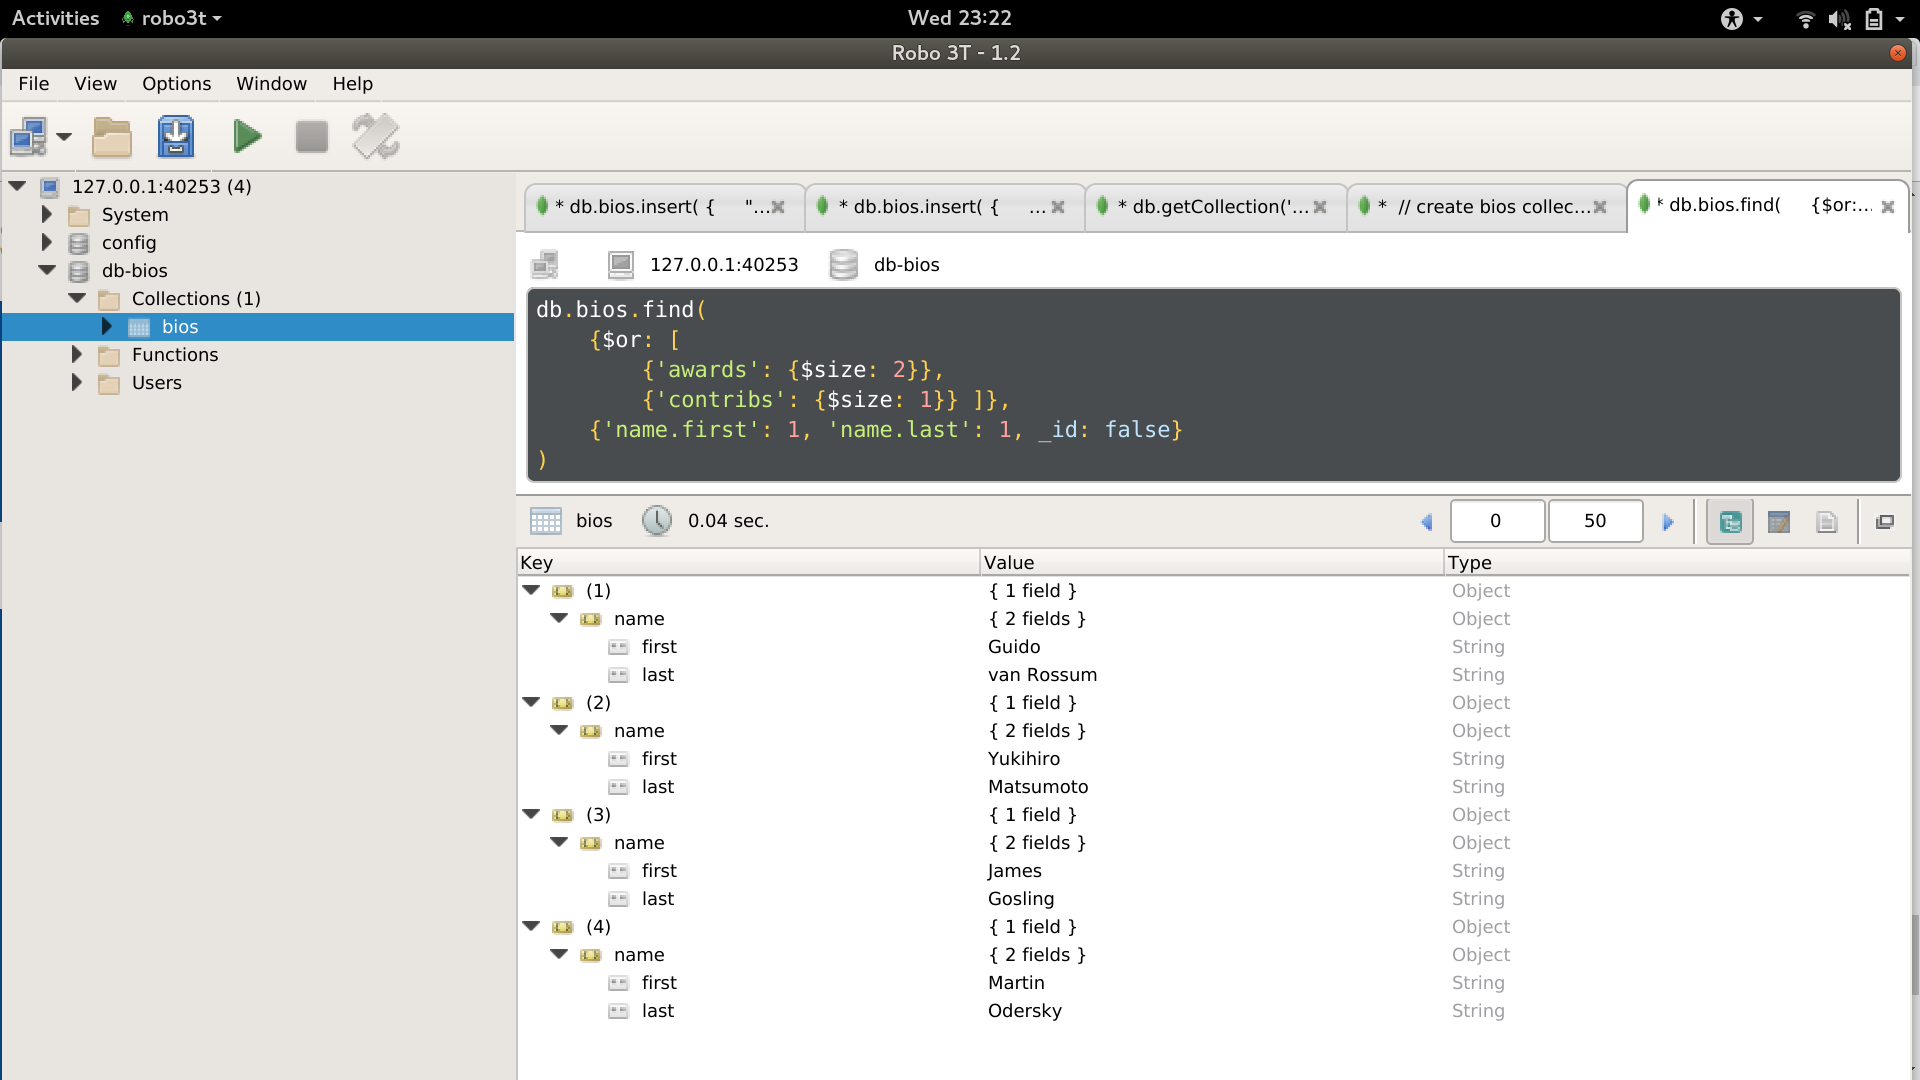 Activities robo3t Wed 23:22
Robo 3T - 1.2
File View Options Window Help
127.0.0.1:40253 (4)
System
config
db-bios
Collections (1)
bios
Functions
Users
* db.bios.insert( { "... * db.bios.insert( { ... * db.getCollection('... * // create bios collec... * db.bios.find( {$or:...
127.0.0.1:40253 db-bios
db.bios.find(
{$or: [
{'awards': {$size: 2}},
{'contribs': {$size: 1}} ]},
{'name.first': 1, 'name.last': 1, _id: false}
)
bios 0.04 sec. 0 50
Key Value Type
(1) { 1 field } Object
name { 2 fields } Object
first Guido String
last van Rossum String
(2) { 1 field } Object
name { 2 fields } Object
first Yukihiro String
last Matsumoto String
(3) { 1 field } Object
name { 2 fields } Object
first James String
last Gosling String
(4) { 1 field } Object
name { 2 fields } Object
first Martin String
last Odersky String